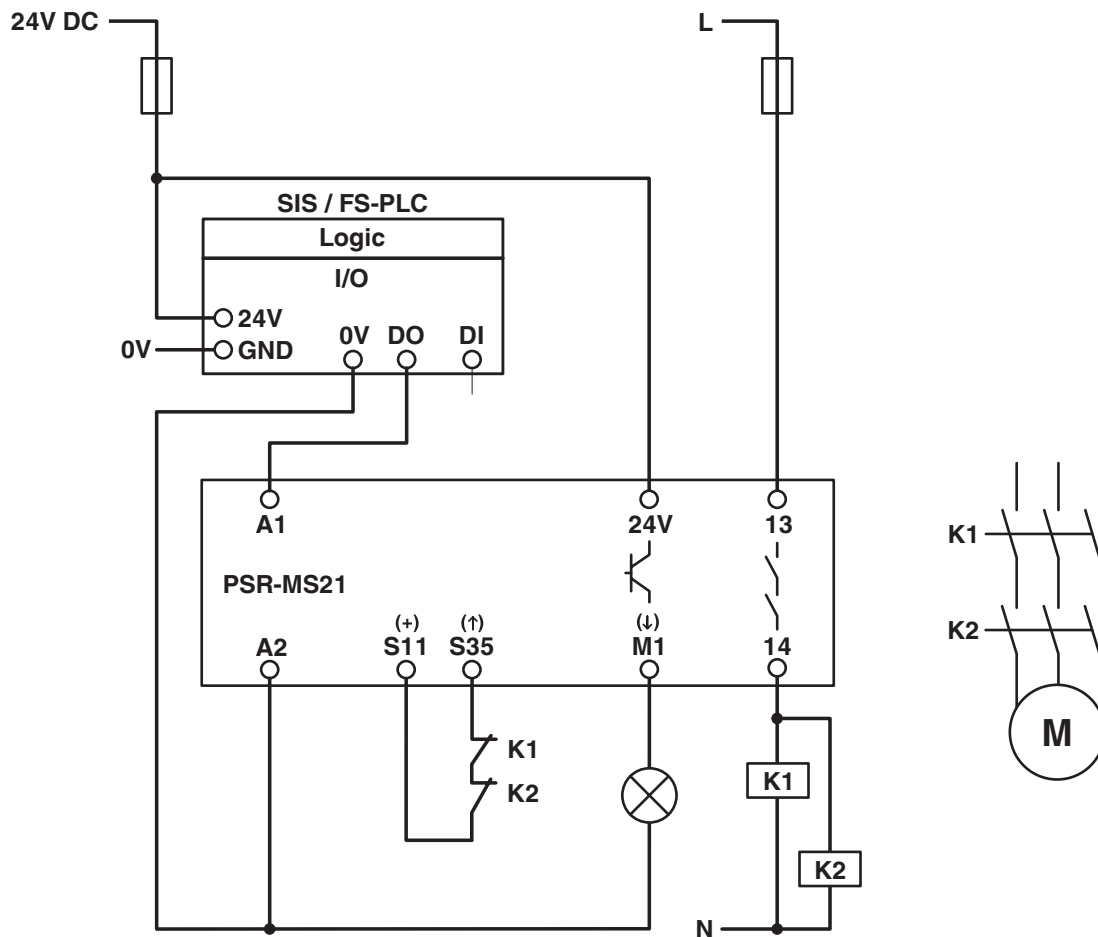 24V DC
L
SIS / FS-PLC
Logic
I/O
24V
0V DO DI
0V
GND
A1
24V
13
PSR-MS21
(+) (↑) (↓)
A2 S11 S35 M1 14
K1
K2
K1
K2
N
K1
K2
M